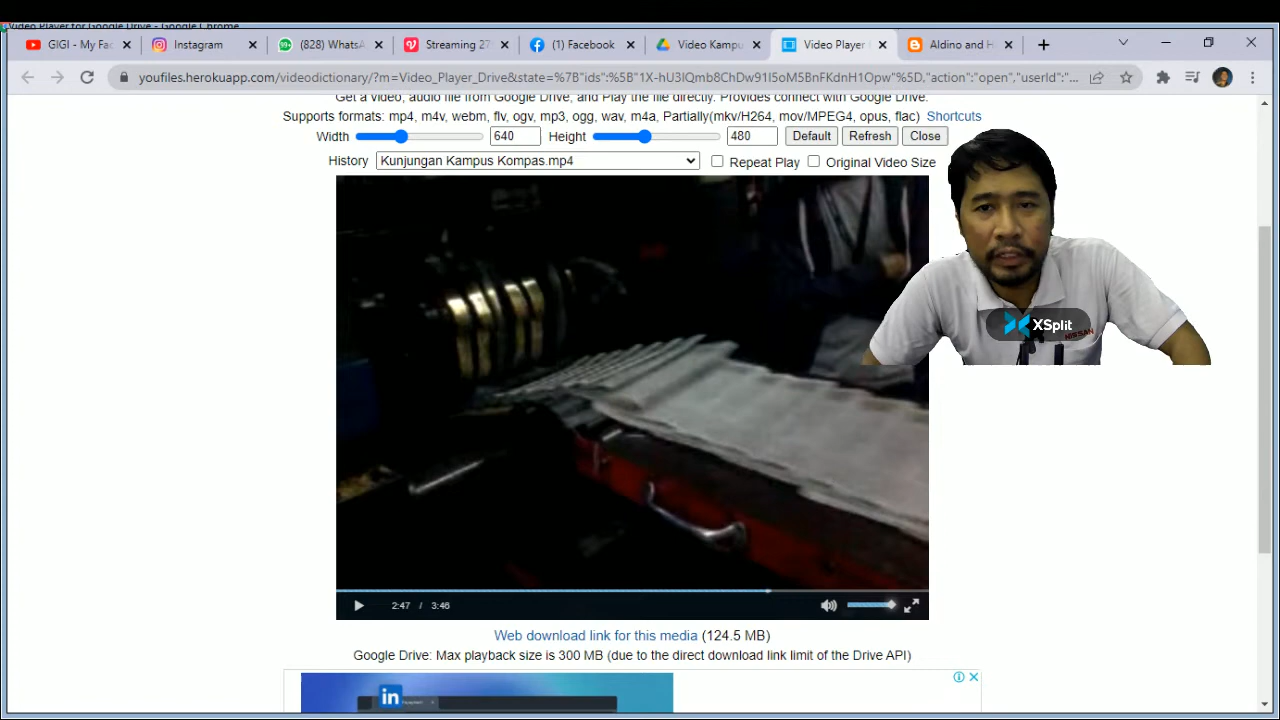 Video Player for Google Drive - Google Chrome
GIGI - My Fac
Instagram
(828) WhatsA
Streaming 27
(1) Facebook
Video Kampu
Video Player
Aldino and H
youfiles.herokuapp.com/videodictionary/?m=Video_Player_Drive&state=%7B"ids":%5B"1X-hU3lQmb8ChDw91I5oM5BnFKdnH1Opw"%5D,"action":"open","userId":"...
Get a Video, audio file from Google Drive, and Play the file directly. Provides connect with Google Drive.
Supports formats: mp4, m4v, webm, flv, ogv, mp3, ogg, wav, m4a, Partially(mkv/H264, mov/MPEG4, opus, flac) Shortcuts
Width 640 Height 480 Default Refresh Close
History Kunjungan Kampus Kompas.mp4 Repeat Play Original Video Size
XSplit
NISSAN
2:47 / 3:46
Web download link for this media (124.5 MB)
Google Drive: Max playback size is 300 MB (due to the direct download link limit of the Drive API)
in